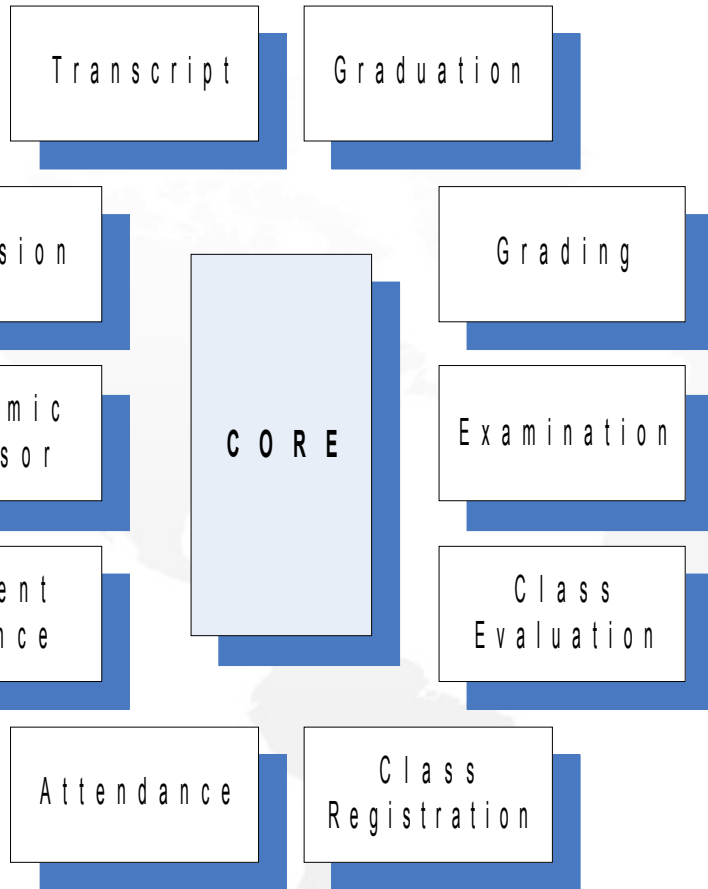 Transcript
Graduation
sion
Grading
mic
sor
CORE
Examination
ent
nce
Class
Evaluation
Attendance
Class
Registration